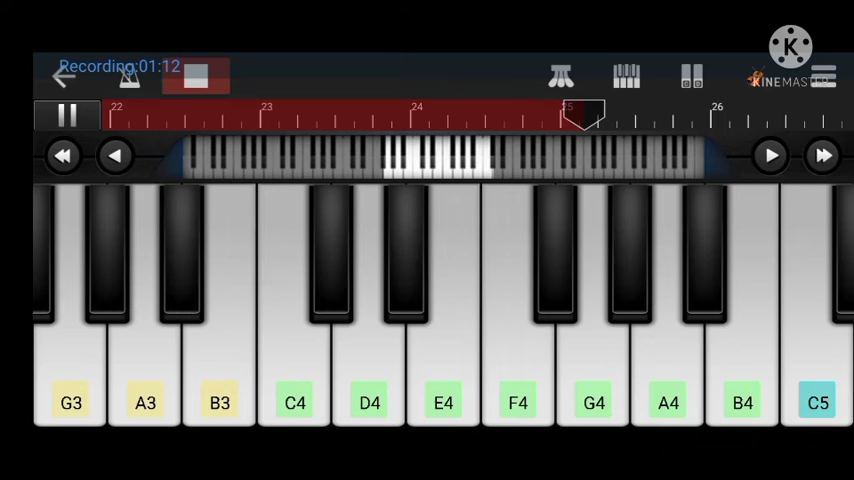 Recording:01:12
K
KINEMASTER
22 23 24 25 26
G3 A3 B3 C4 D4 E4 F4 G4 A4 B4 C5